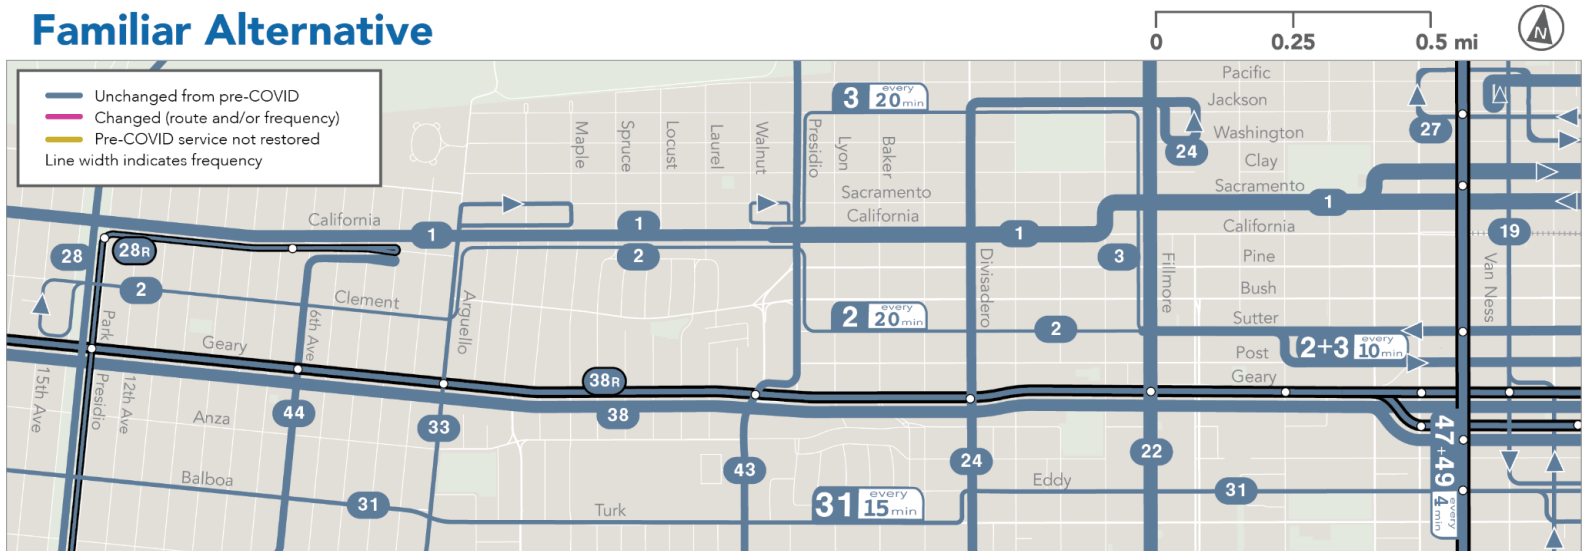 Familiar Alternative
0
0.25
0.5 mi
N
Unchanged from pre-COVID
Changed (route and/or frequency)
Pre-COVID service not restored
Line width indicates frequency
3 every 20 min
Pacific
Jackson
Washington
Clay
Sacramento
California
Pine
Bush
Sutter
Post
Geary
27
24
Maple
Spruce
Locust
Laurel
Walnut
Presidio
Lyon
Baker
Sacramento
California
California
1
1
1
1
28
28R
2
2
3
19
Clement
Park
Presidio
6th Ave
Arguello
Divisadero
Fillmore
Van Ness
2 every 20 min
2
2+3 every 10 min
Geary
38R
38
15th Ave
12th Ave
Anza
44
33
43
24
22
47+49 every 4 min
Balboa
31
Turk
31 every 15 min
Eddy
31